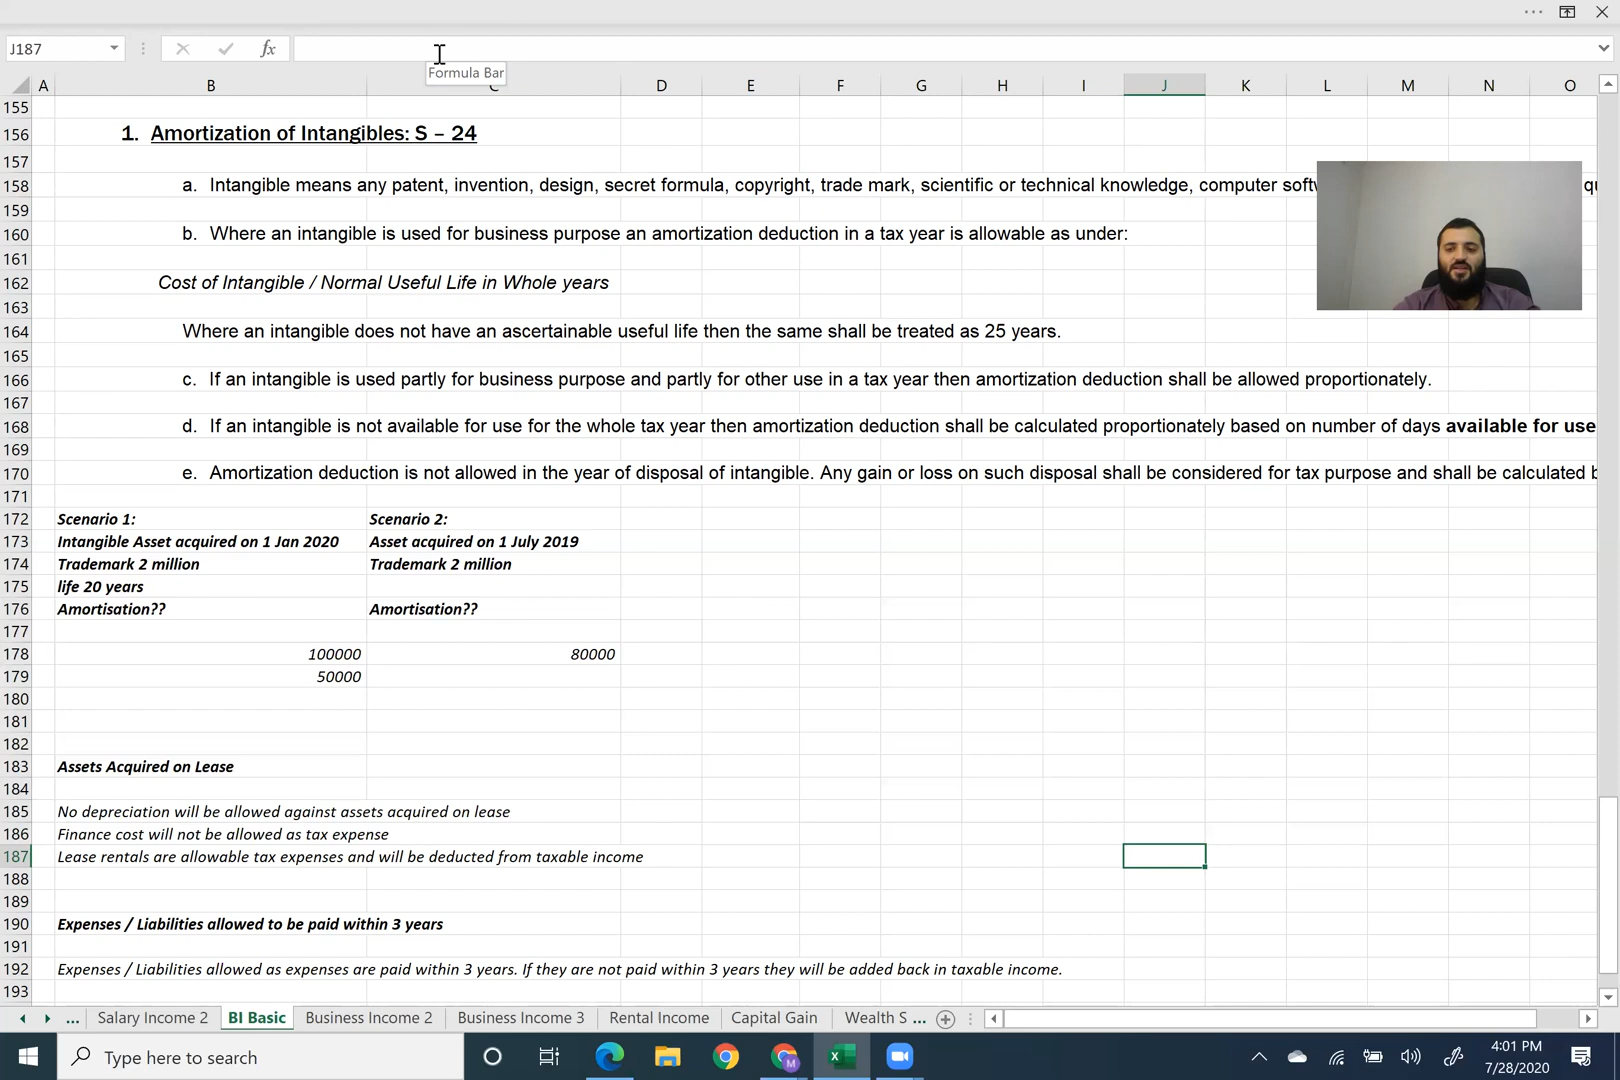 J187
fx
Formula Bar
A B C D E F G H I J K L M N O
155
156 1. Amortization of Intangibles: S – 24
157
158 a. Intangible means any patent, invention, design, secret formula, copyright, trade mark, scientific or technical knowledge, computer soft
159
160 b. Where an intangible is used for business purpose an amortization deduction in a tax year is allowable as under:
161
162 Cost of Intangible / Normal Useful Life in Whole years
163
164 Where an intangible does not have an ascertainable useful life then the same shall be treated as 25 years.
165
166 c. If an intangible is used partly for business purpose and partly for other use in a tax year then amortization deduction shall be allowed proportionately.
167
168 d. If an intangible is not available for use for the whole tax year then amortization deduction shall be calculated proportionately based on number of days available for use
169
170 e. Amortization deduction is not allowed in the year of disposal of intangible. Any gain or loss on such disposal shall be considered for tax purpose and shall be calculated
171
172 Scenario 1: Scenario 2:
173 Intangible Asset acquired on 1 Jan 2020 Asset acquired on 1 July 2019
174 Trademark 2 million Trademark 2 million
175 life 20 years
176 Amortisation?? Amortisation??
177
178 100000 80000
179 50000
180
181
182
183 Assets Acquired on Lease
184
185 No depreciation will be allowed against assets acquired on lease
186 Finance cost will not be allowed as tax expense
187 Lease rentals are allowable tax expenses and will be deducted from taxable income
188
189
190 Expenses / Liabilities allowed to be paid within 3 years
191
192 Expenses / Liabilities allowed as expenses are paid within 3 years. If they are not paid within 3 years they will be added back in taxable income.
193
... Salary Income 2 BI Basic Business Income 2 Business Income 3 Rental Income Capital Gain Wealth S ...
Type here to search
4:01 PM
7/28/2020